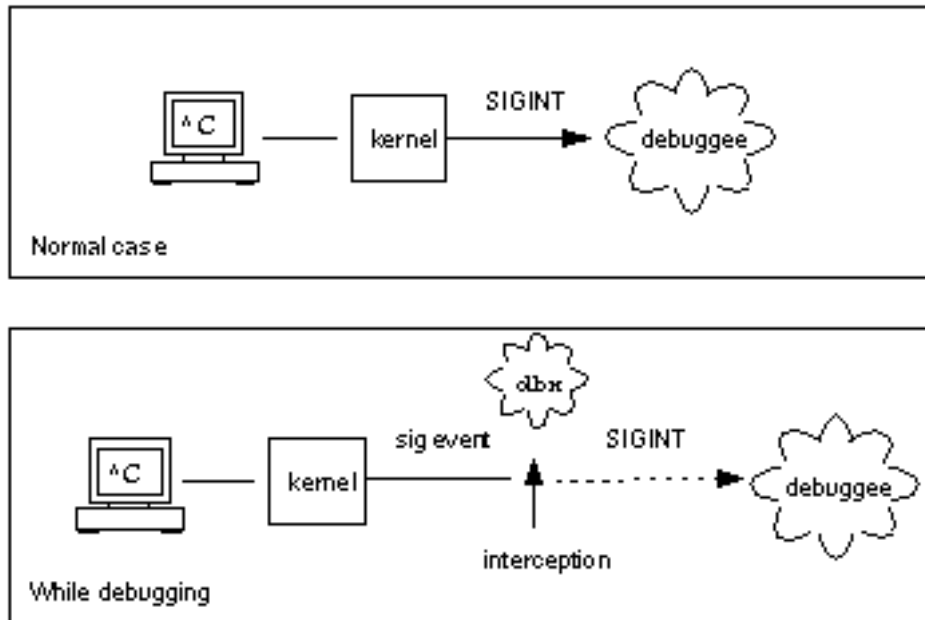 SIGINT
^C
kernel
debuggee
Normal case
dbx
sig event
SIGINT
^C
kernel
debuggee
interception
While debugging